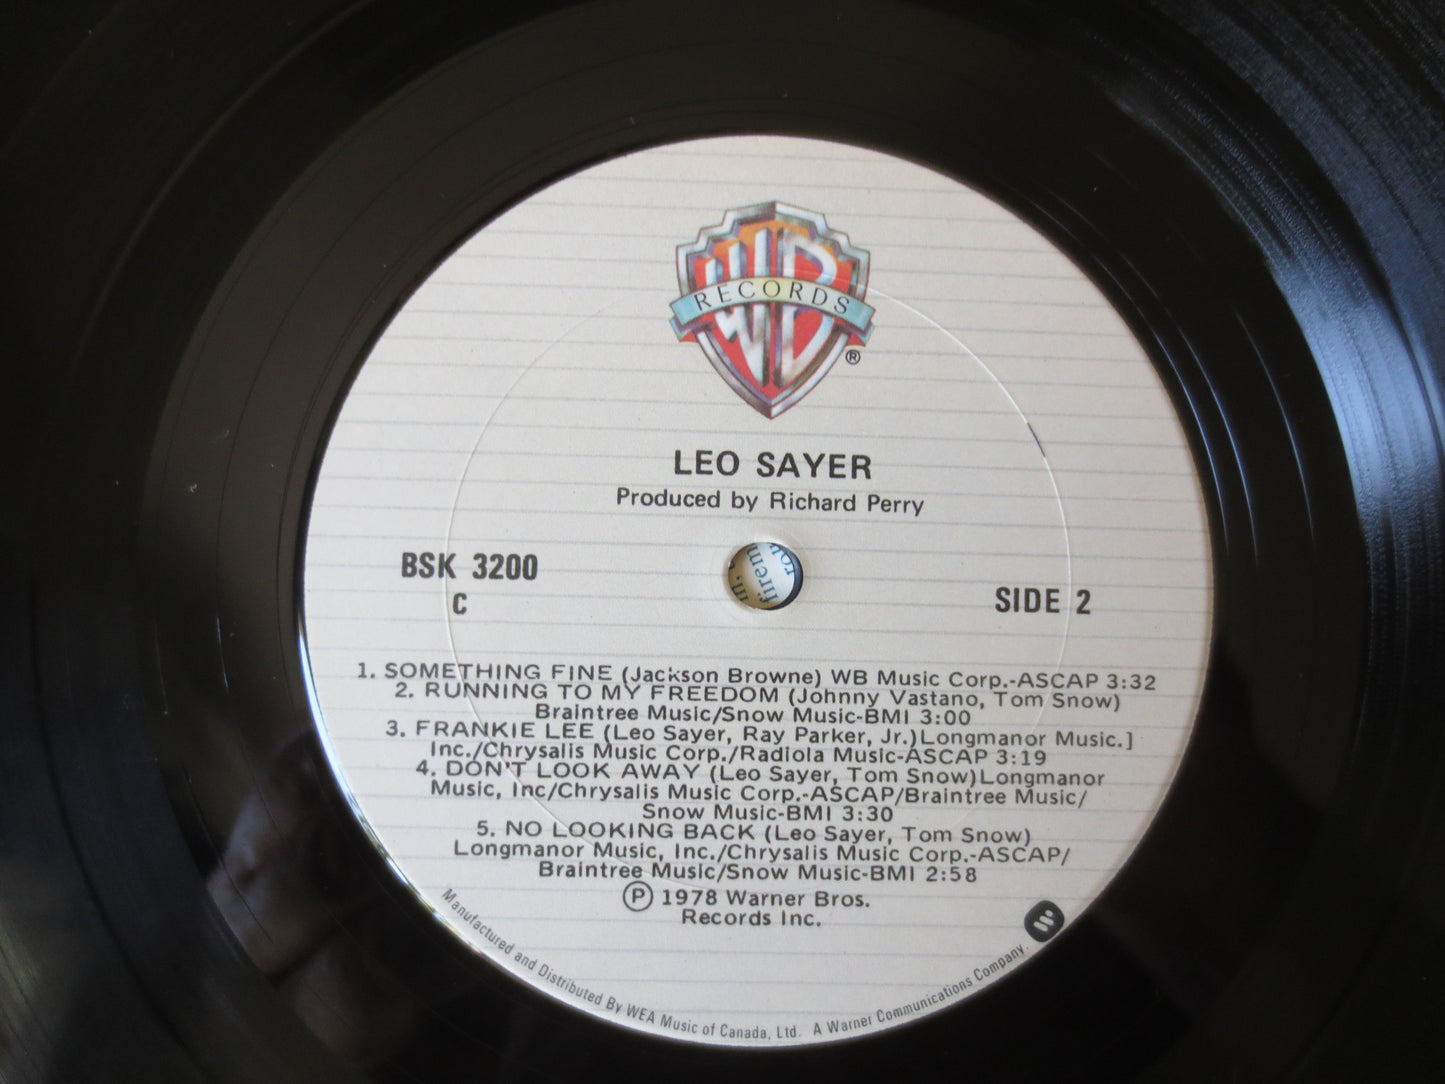 WB
RECORDS
®
LEO SAYER
Produced by Richard Perry
BSK 3200
C
SIDE 2
1. SOMETHING FINE (Jackson Browne) WB Music Corp.-ASCAP 3:32
2. RUNNING TO MY FREEDOM (Johnny Vastano, Tom Snow)
Braintree Music/Snow Music-BMI 3:00
3. FRANKIE LEE (Leo Sayer, Ray Parker, Jr.)Longmanor Music.]
Inc./Chrysalis Music Corp./Radiola Music-ASCAP 3:19
4. DON'T LOOK AWAY (Leo Sayer, Tom Snow)Longmanor
Music, Inc/Chrysalis Music Corp.-ASCAP/Braintree Music/
Snow Music-BMI 3:30
5. NO LOOKING BACK (Leo Sayer, Tom Snow)
Longmanor Music, Inc./Chrysalis Music Corp.-ASCAP/
Braintree Music/Snow Music-BMI 2:58
Ⓟ 1978 Warner Bros.
Records Inc.
Manufactured and Distributed By WEA Music of Canada, Ltd. A Warner Communications Company.